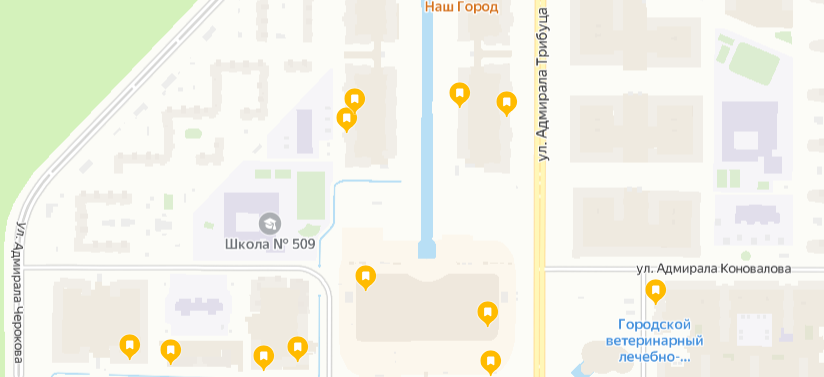 Наш Город
ул. Адмирала Трибуца
Школа № 509
ул. Адмирала Черокова
ул. Адмирала Коновалова
Городской
ветеринарный
лечебно-...